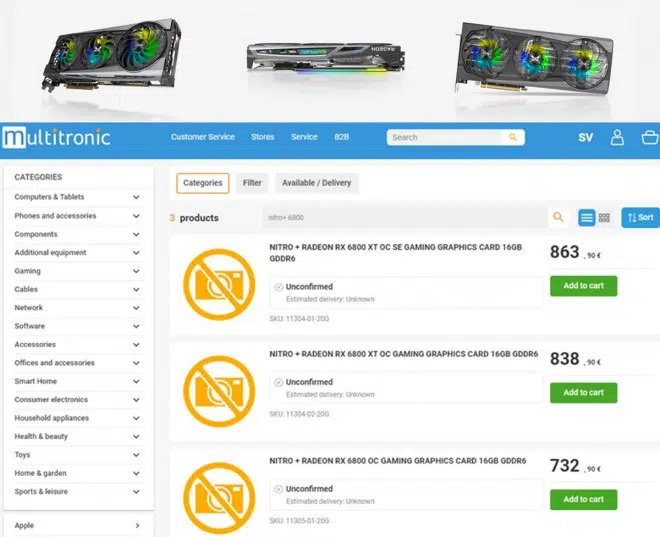 RADEON
multitronic
Customer Service Stores Service B2B Search SV
CATEGORIES
Computers & Tablets
Phones and accessories
Components
Additional equipment
Gaming
Cables
Network
Software
Accessories
Offices and accessories
Smart Home
Consumer electronics
Household appliances
Health & beauty
Toys
Home & garden
Sports & leisure
Apple
Categories Filter Available / Delivery
3 products nitro+ 6800 Sort
NITRO + RADEON RX 6800 XT OC SE GAMING GRAPHICS CARD 16GB
GDDR6
863 , 90 €
Unconfirmed
Estimated delivery: Unknown
Add to cart
SKU: 11304-01-20G
NITRO + RADEON RX 6800 XT OC GAMING GRAPHICS CARD 16GB GDDR6
838 , 90 €
Unconfirmed
Estimated delivery: Unknown
Add to cart
SKU: 11304-02-20G
NITRO + RADEON RX 6800 OC GAMING GRAPHICS CARD 16GB GDDR6
732 , 90 €
Unconfirmed
Estimated delivery: Unknown
Add to cart
SKU: 11305-01-20G